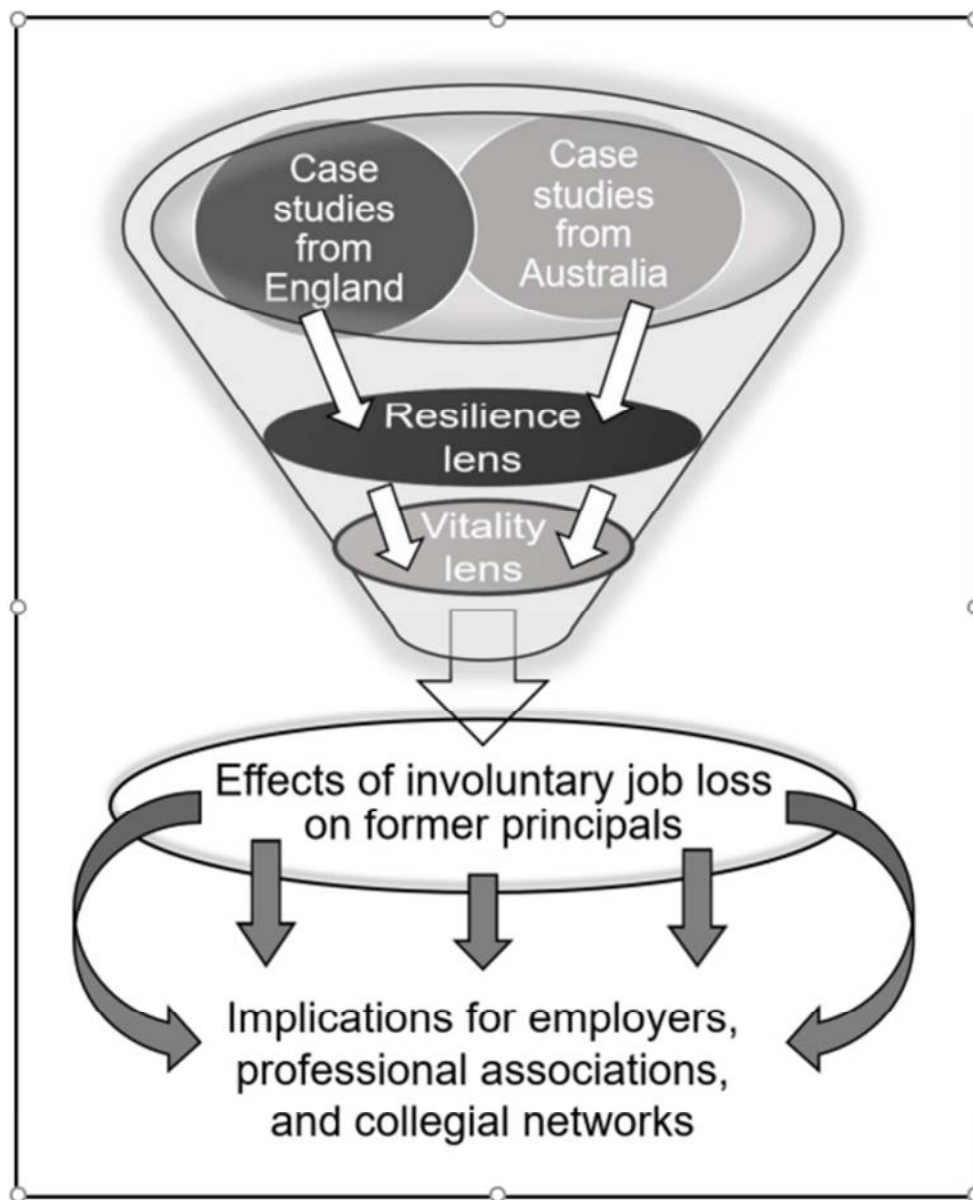 Case
studies
from
England
Case
studies
from
Australia
Resilience
lens
Vitality
lens
Effects of involuntary job loss
on former principals
Implications for employers,
professional associations,
and collegial networks